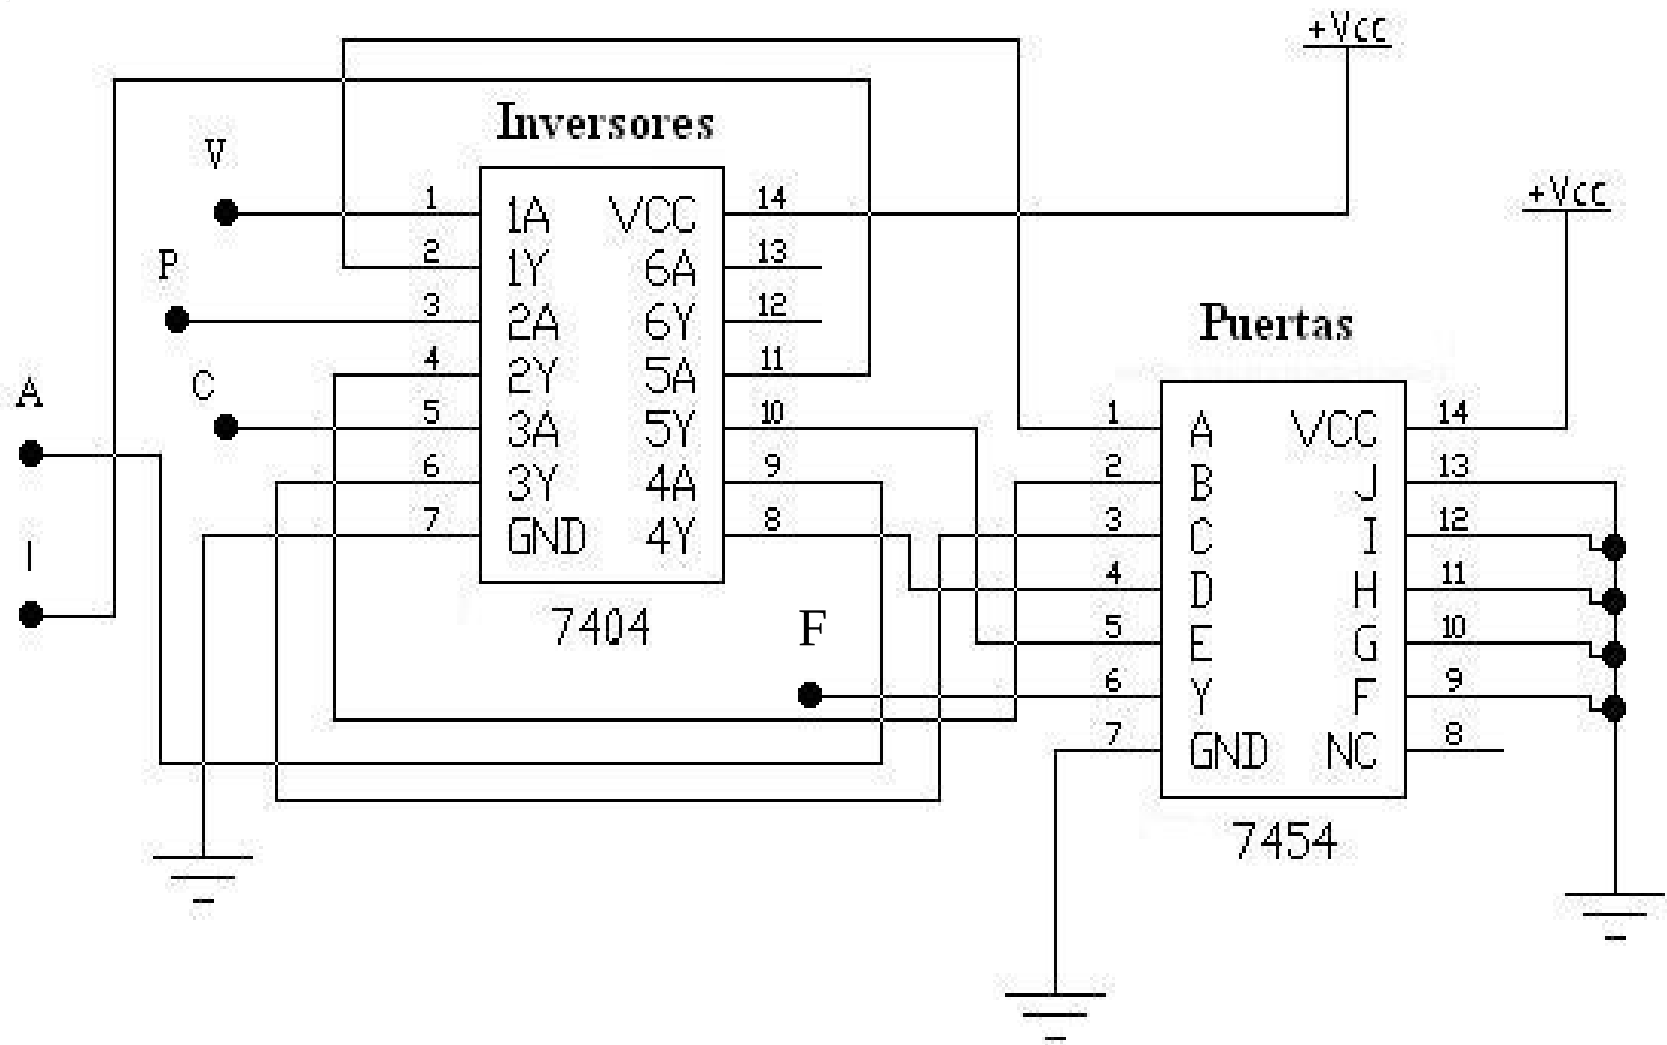 +Vcc
Inversores
V
1 1A VCC 14
+Vcc
2 1Y 6A 13
P
3 2A 6Y 12
Puertas
4 2Y 5A 11
A
C
5 3A 5Y 10
6 3Y 4A 9
7 GND 4Y 8
I
7404
F
1 A VCC 14
2 B J 13
3 C I 12
4 D H 11
5 E G 10
6 Y F 9
7 GND NC 8
7454